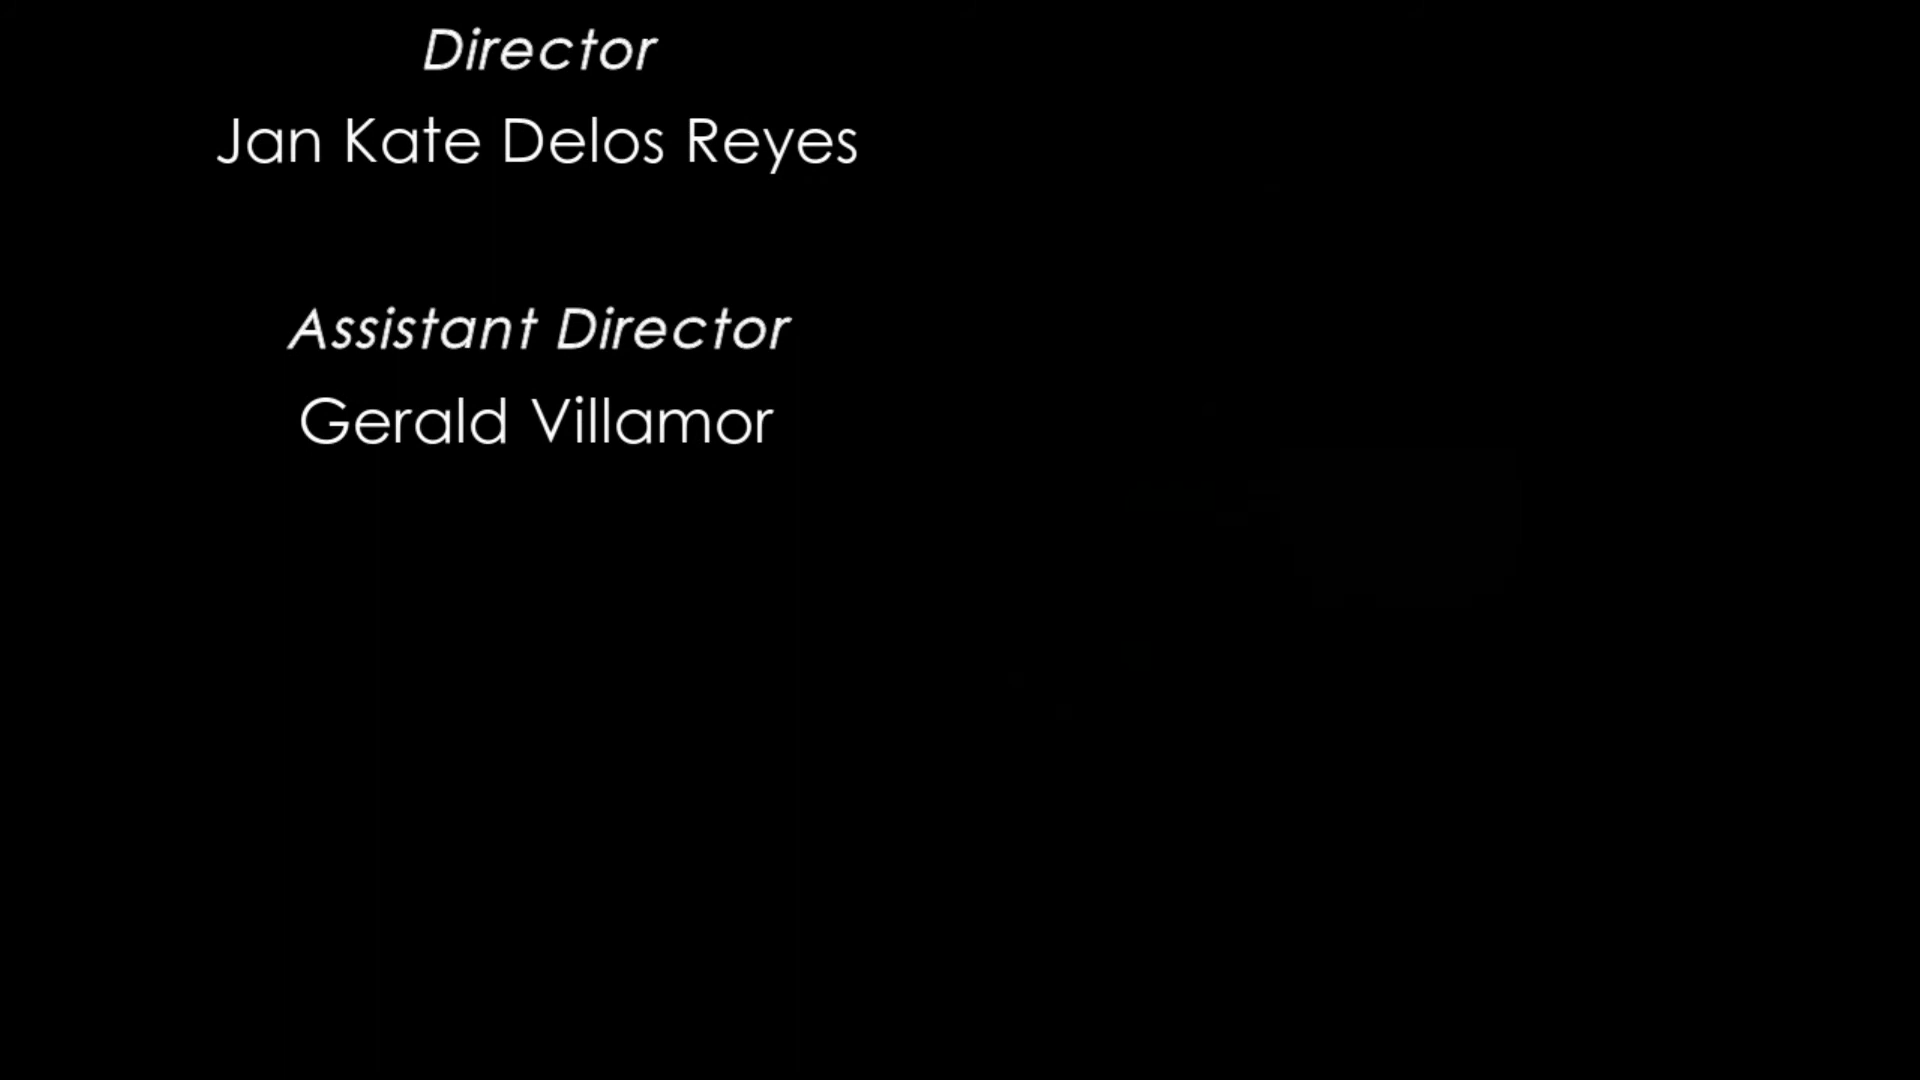 Director
Jan Kate Delos Reyes
Assistant Director
Gerald Villamor